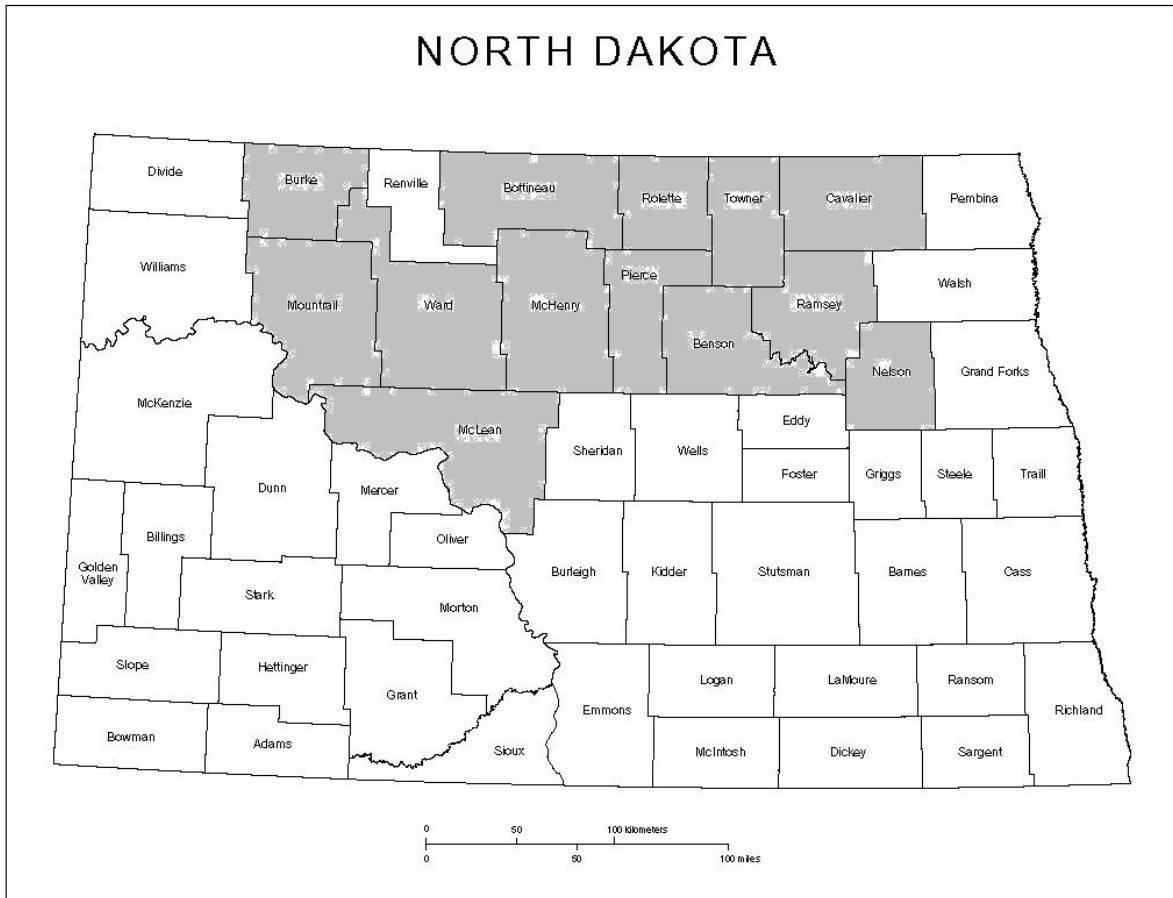 NORTH DAKOTA
Divide
Burke
Renville
Bottineau
Rolette
Towner
Cavalier
Pembina
Williams
Mountrail
Ward
McHenry
Pierce
Ramsey
Walsh
Benson
Nelson
Grand Forks
McKenzie
McLean
Eddy
Sheridan
Wells
Dunn
Mercer
Foster
Griggs
Steele
Traill
Billings
Oliver
Golden
Valley
Burleigh
Kidder
Stutsman
Barnes
Cass
Stark
Morton
Slope
Hettinger
Grant
Logan
LaMoure
Ransom
Emmons
Richland
Bowman
Adams
Sioux
McIntosh
Dickey
Sargent
0 50 100 kilometers
0 50 100 miles